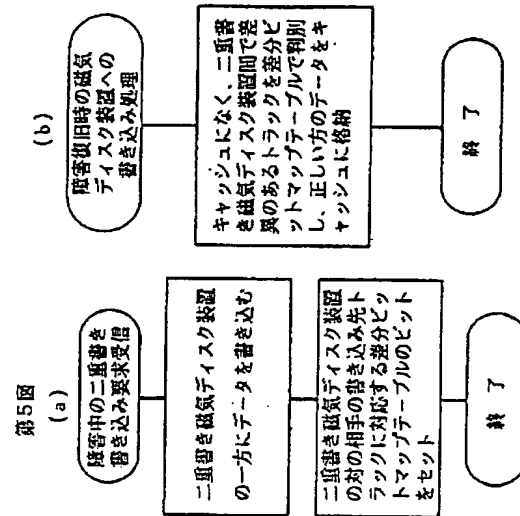 第5図
(a)
障害中の二重書き
書き込み要求受信
二重書き磁気ディスク装置
の一方にデータを書き込む
二重書き磁気ディスク装置
の対の相手の書き込み先ト
ラックに対応する差分ビッ
トマップテーブルのビット
をセット
終了
(b)
障害復旧時の磁気
ディスク装置への
書き込み処理
キャッシュになく、二重書
き磁気ディスク装置間で差
異のあるトラックを差分ビ
ットマップテーブルで判別
し、正しい方のデータをキ
ャッシュに格納
終了